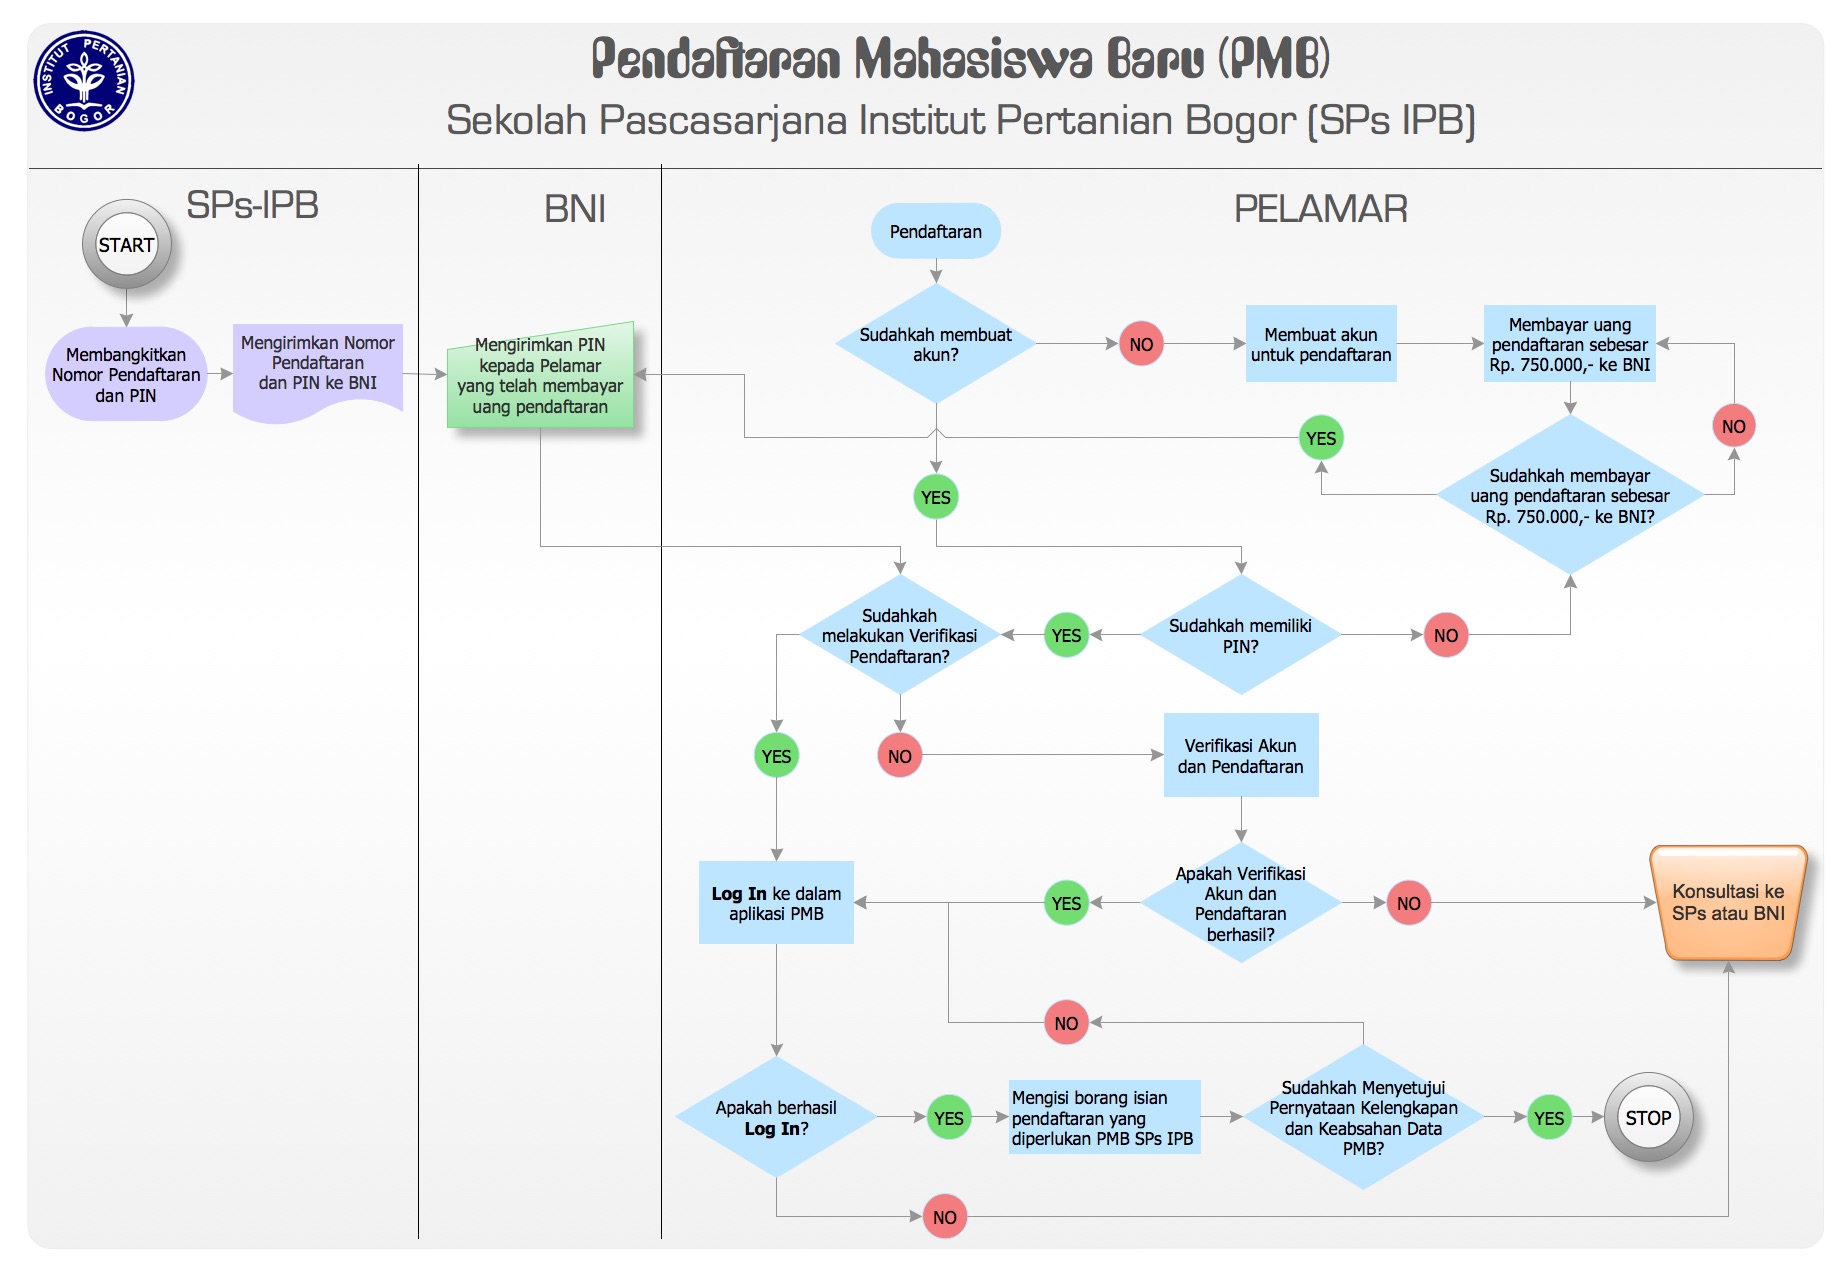 INSTITUT PERTANIAN
BOGOR
Pendaftaran Mahasiswa Baru (PMB)
Sekolah Pascasarjana Institut Pertanian Bogor (SPs IPB)
SPs-IPB
BNI
PELAMAR
START
Membangkitkan
Nomor Pendaftaran
dan PIN
Mengirimkan Nomor
Pendaftaran
dan PIN ke BNI
Mengirimkan PIN
kepada Pelamar
yang telah membayar
uang pendaftaran
Pendaftaran
Sudahkah membuat
akun?
NO
Membuat akun
untuk pendaftaran
Membayar uang
pendaftaran sebesar
Rp. 750.000,- ke BNI
NO
YES
Sudahkah membayar
uang pendaftaran sebesar
Rp. 750.000,- ke BNI?
YES
Sudahkah
melakukan Verifikasi
Pendaftaran?
YES
Sudahkah memiliki
PIN?
NO
YES
NO
Verifikasi Akun
dan Pendaftaran
Log In ke dalam
aplikasi PMB
YES
Apakah Verifikasi
Akun dan
Pendaftaran
berhasil?
NO
Konsultasi ke
SPs atau BNI
NO
Apakah berhasil
Log In?
YES
Mengisi borang isian
pendaftaran yang
diperlukan PMB SPs IPB
Sudahkah Menyetujui
Pernyataan Kelengkapan
dan Keabsahan Data
PMB?
YES
STOP
NO